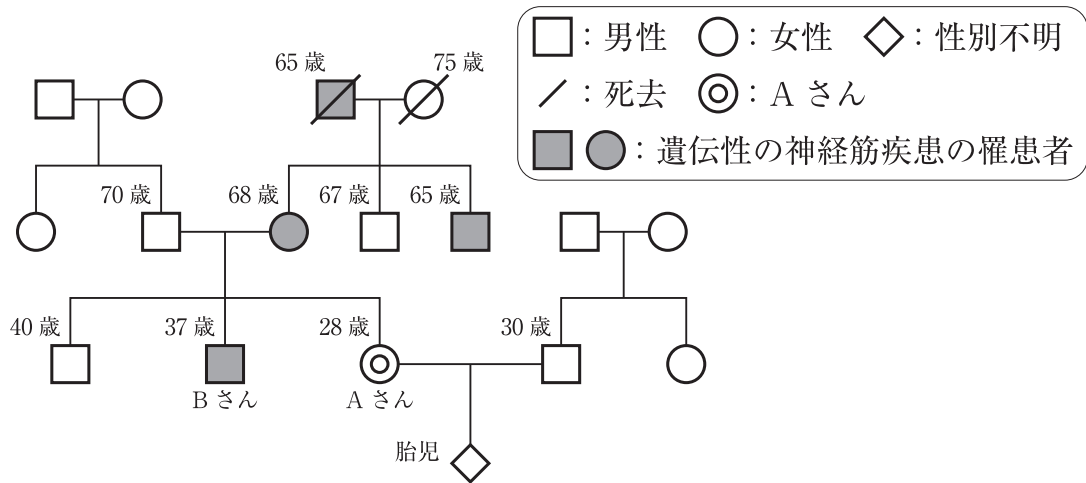 ：男性 ：女性 ：性別不明
：死去 ：Aさん
：遺伝性の神経筋疾患の罹患者
65歳 75歳
70歳 68歳 67歳 65歳
40歳 37歳 28歳 30歳
Bさん Aさん
胎児